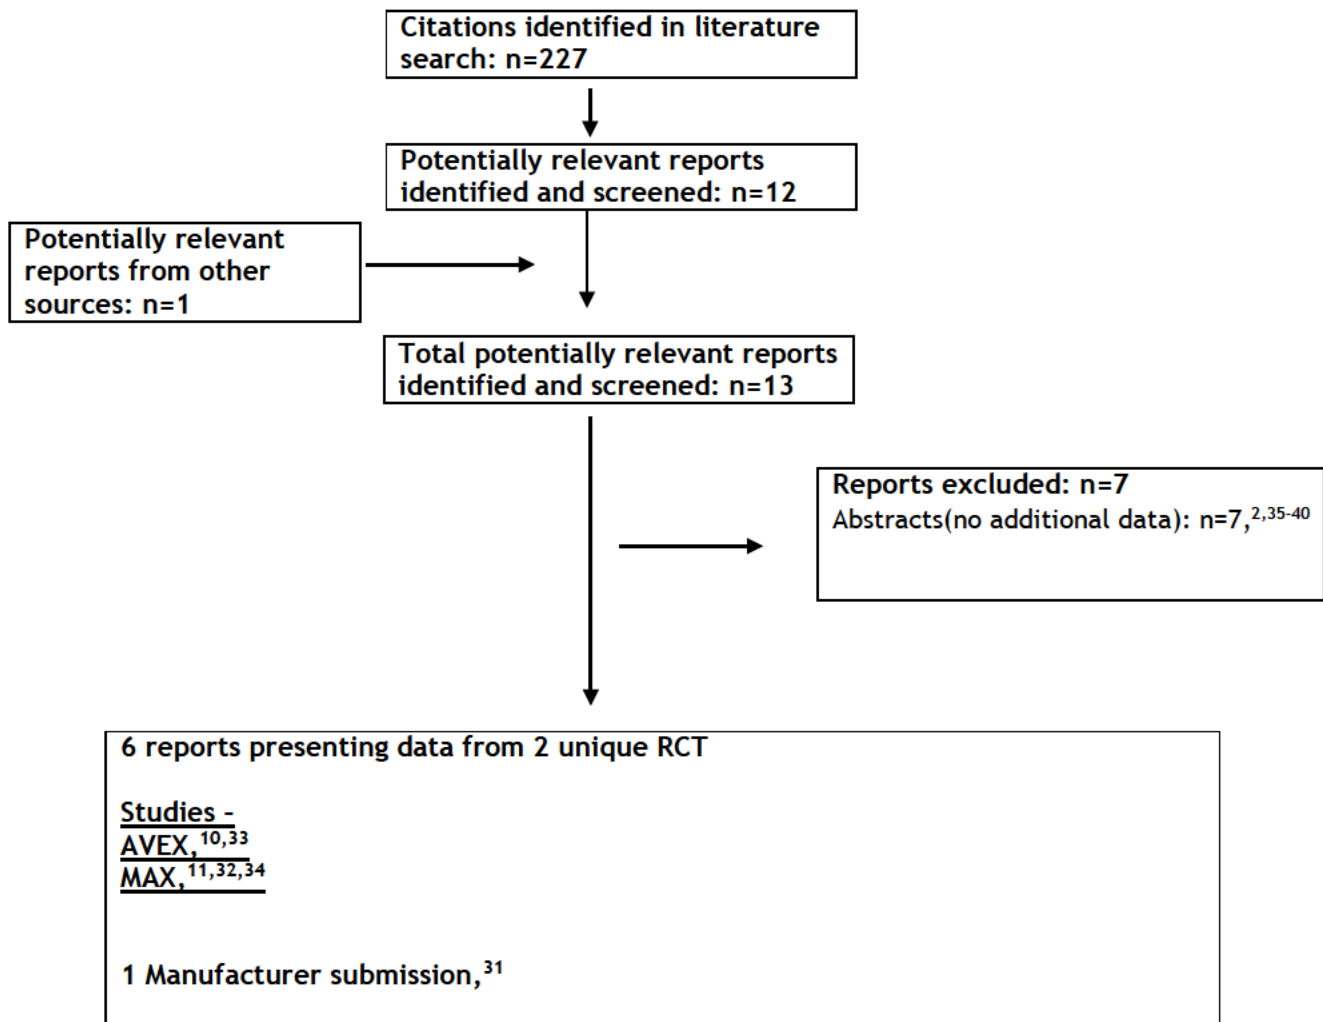 Citations identified in literature
search: n=227
Potentially relevant reports
identified and screened: n=12
Potentially relevant
reports from other
sources: n=1
Total potentially relevant reports
identified and screened: n=13
Reports excluded: n=7
Abstracts(no additional data): n=7,2,35-40
6 reports presenting data from 2 unique RCT
Studies –
AVEX,10,33
MAX,11,32,34
1 Manufacturer submission,31